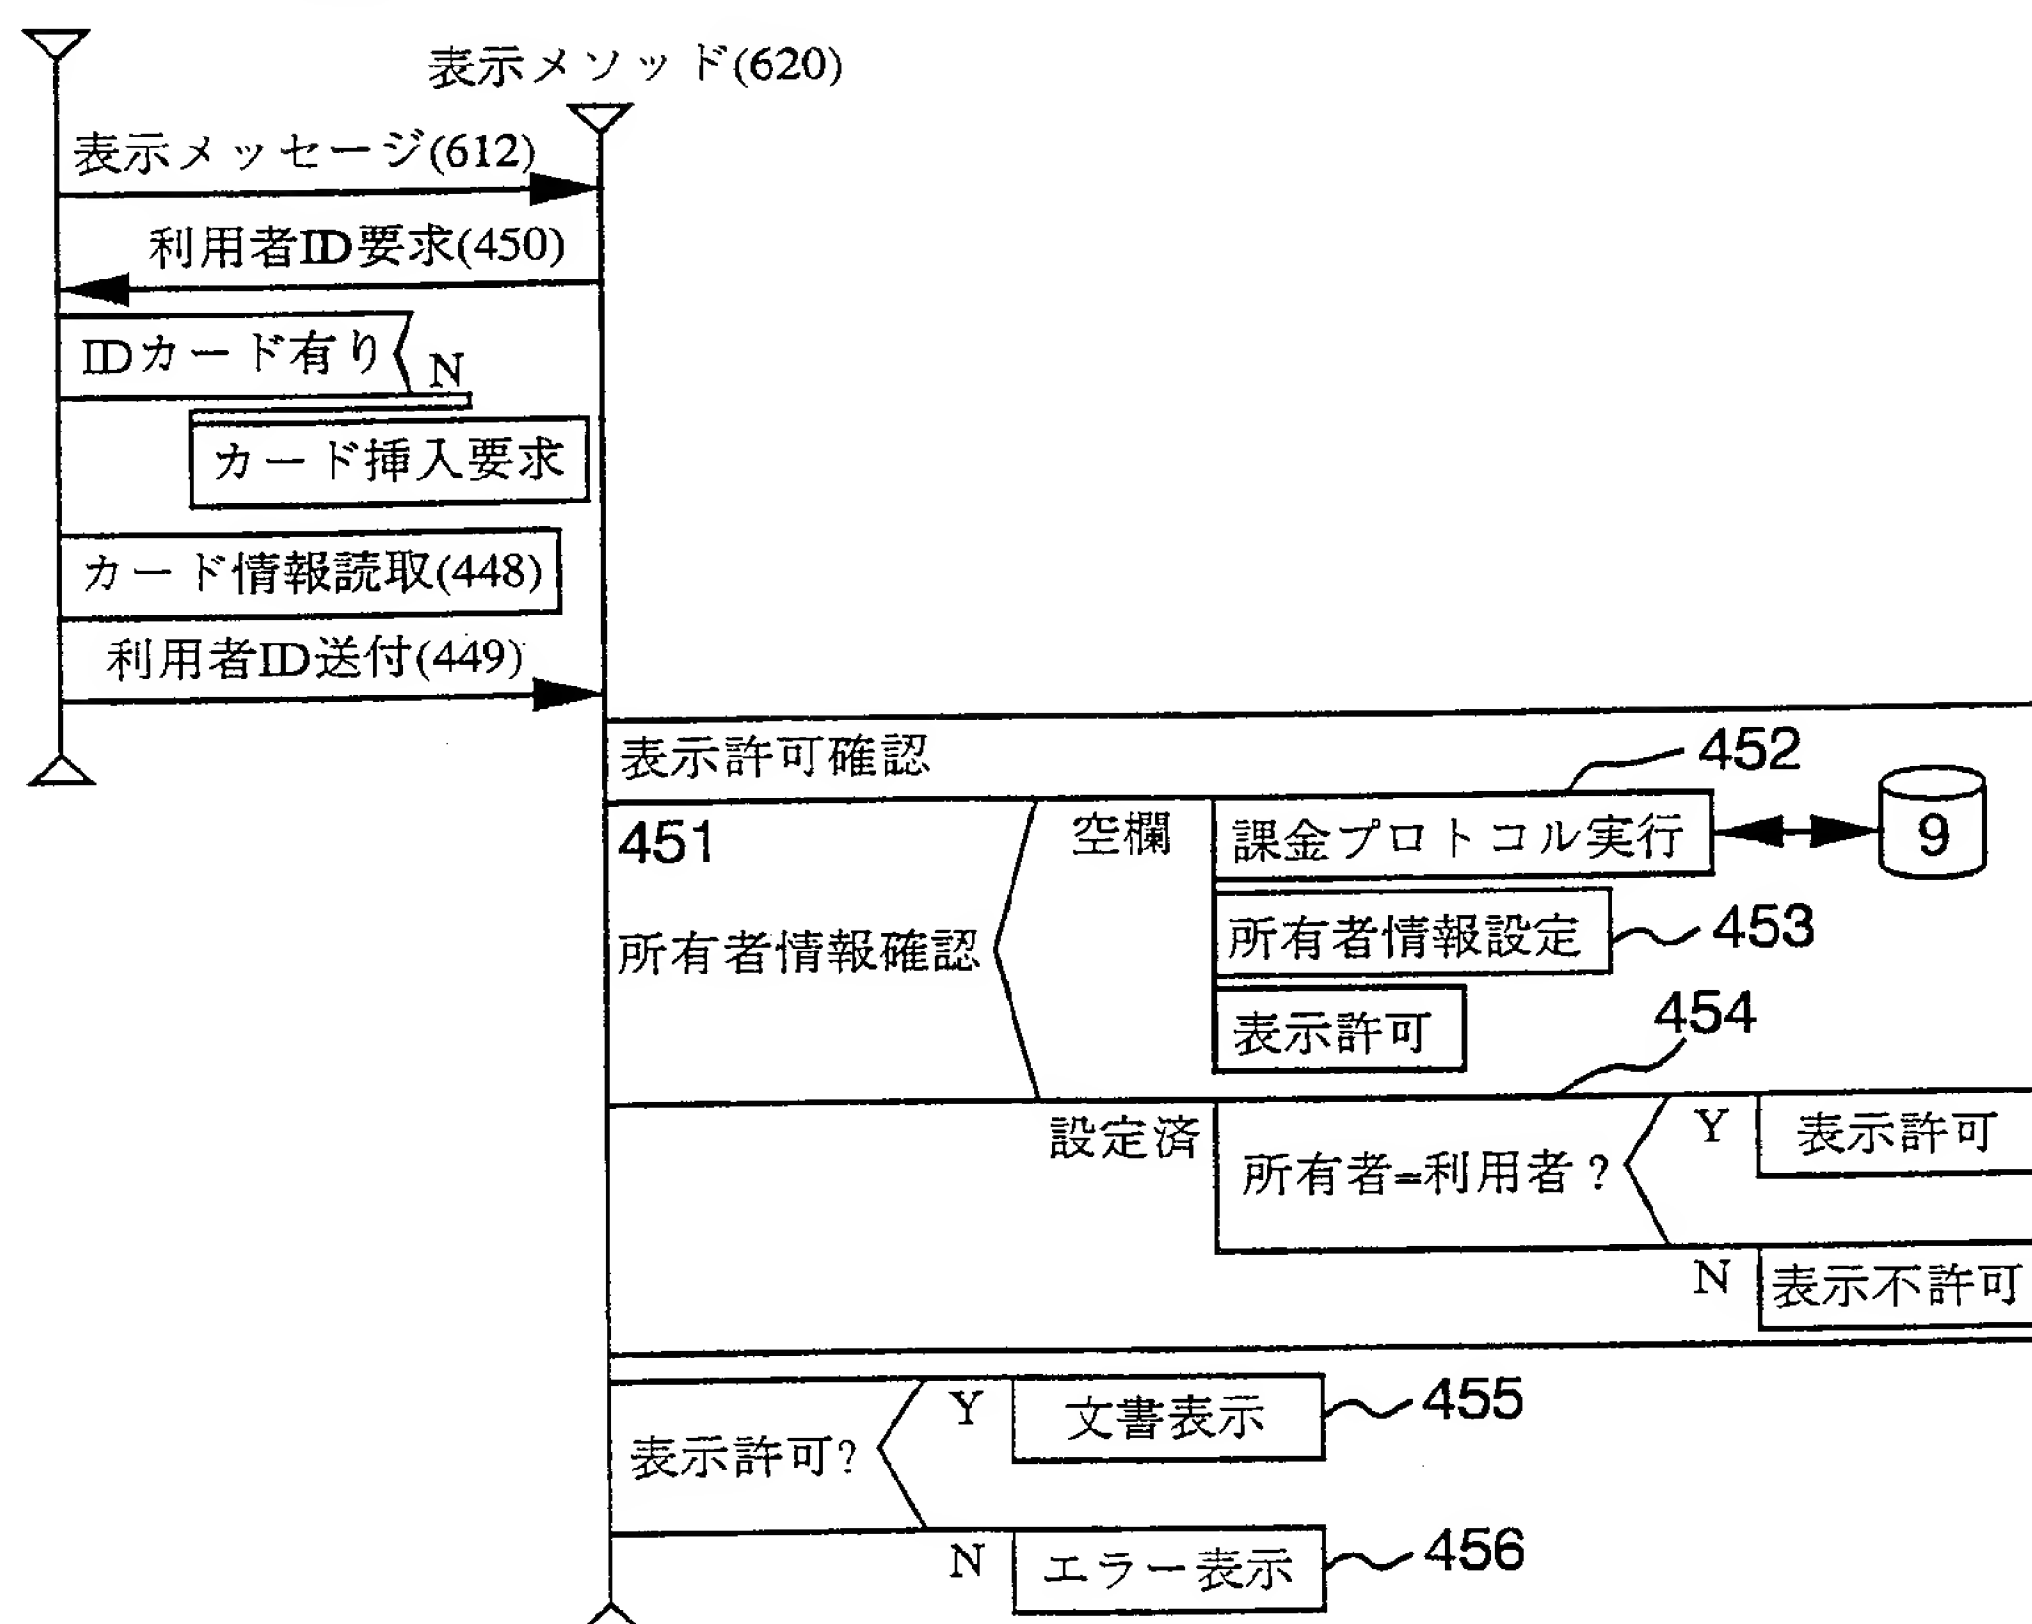 表示メソッド(620)
表示メッセージ(612)
利用者ID要求(450)
IDカード有り
N
カード挿入要求
カード情報読取(448)
利用者ID送付(449)
表示許可確認
452
451
空欄
課金プロトコル実行
9
所有者情報確認
所有者情報設定
453
表示許可
454
設定済
所有者=利用者?
Y
表示許可
N
表示不許可
表示許可?
Y
文書表示
455
N
エラー表示
456